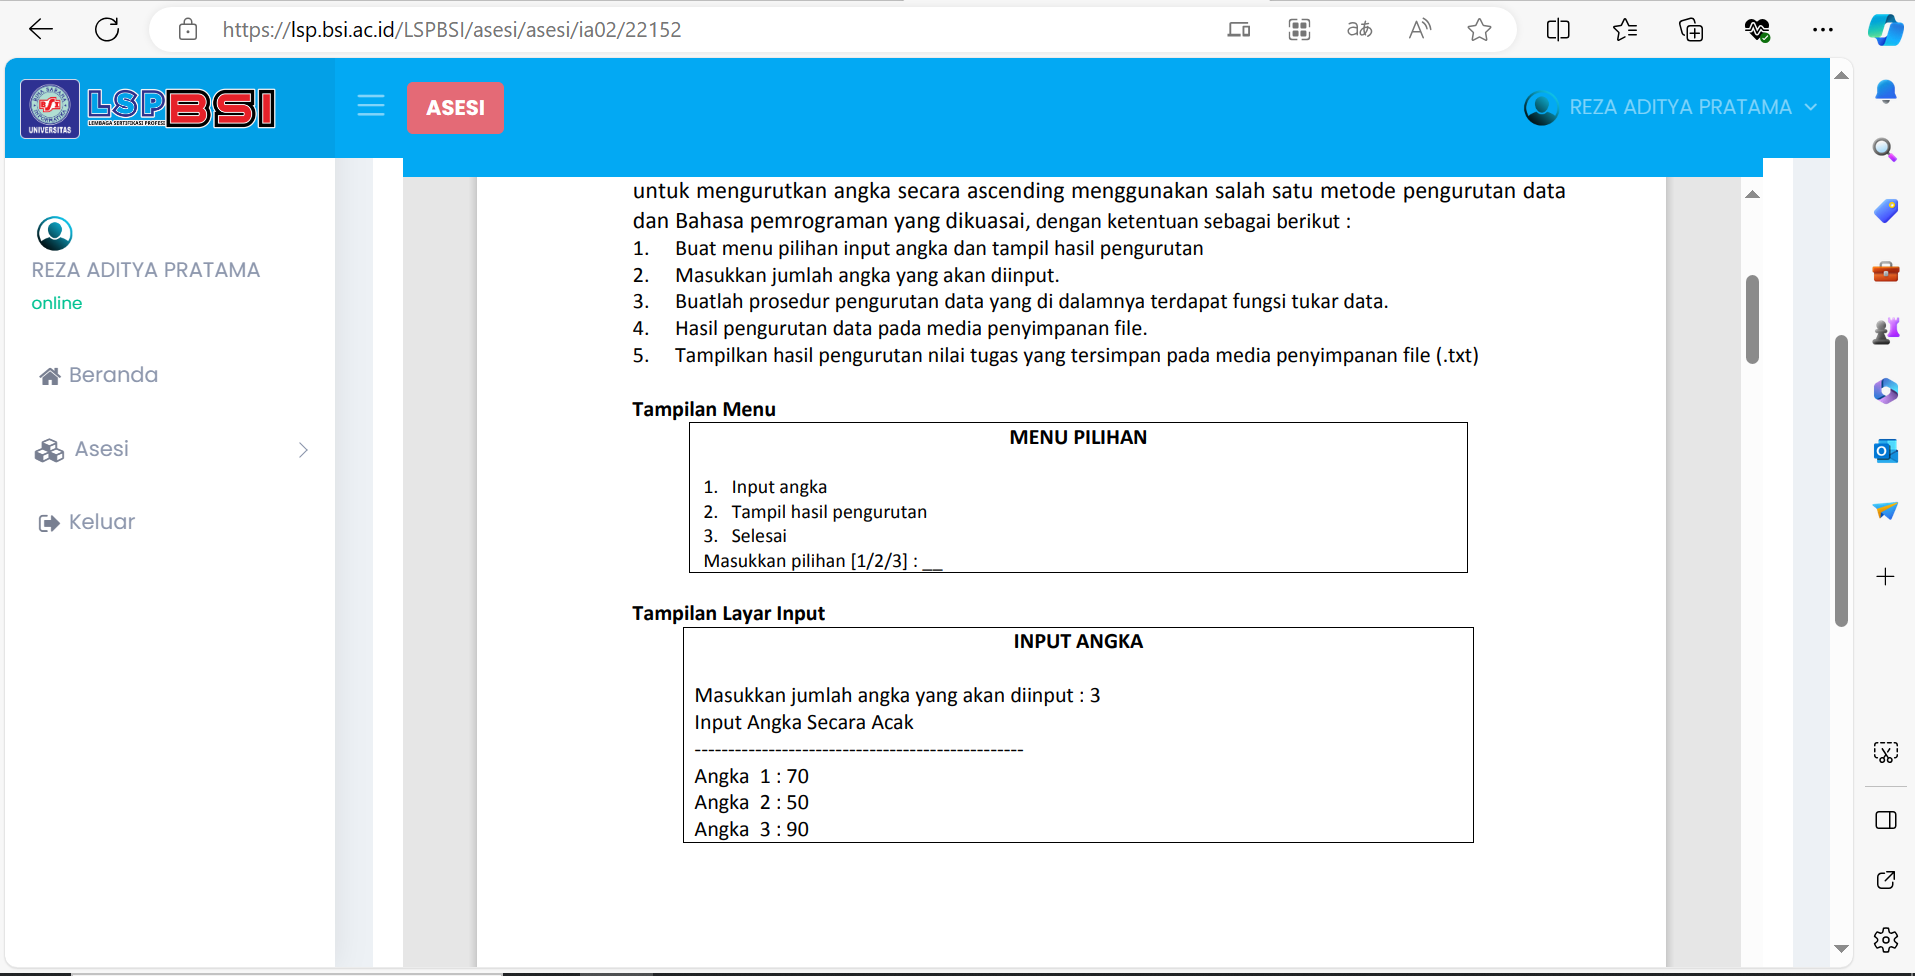 https://lsp.bsi.ac.id/LSPBSI/asesi/asesi/ia02/22152
BSI
UNIVERSITAS
LSPBSI
LEMBAGA SERTIFIKASI PROFESI
ASESI
REZA ADITYA PRATAMA
REZA ADITYA PRATAMA
online
Beranda
Asesi
Keluar
untuk mengurutkan angka secara ascending menggunakan salah satu metode pengurutan data
dan Bahasa pemrograman yang dikuasai, dengan ketentuan sebagai berikut :
1. Buat menu pilihan input angka dan tampil hasil pengurutan
2. Masukkan jumlah angka yang akan diinput.
3. Buatlah prosedur pengurutan data yang di dalamnya terdapat fungsi tukar data.
4. Hasil pengurutan data pada media penyimpanan file.
5. Tampilkan hasil pengurutan nilai tugas yang tersimpan pada media penyimpanan file (.txt)
Tampilan Menu
MENU PILIHAN
1. Input angka
2. Tampil hasil pengurutan
3. Selesai
Masukkan pilihan [1/2/3] : __
Tampilan Layar Input
INPUT ANGKA
Masukkan jumlah angka yang akan diinput : 3
Input Angka Secara Acak
-------------------------------------------------
Angka 1 : 70
Angka 2 : 50
Angka 3 : 90